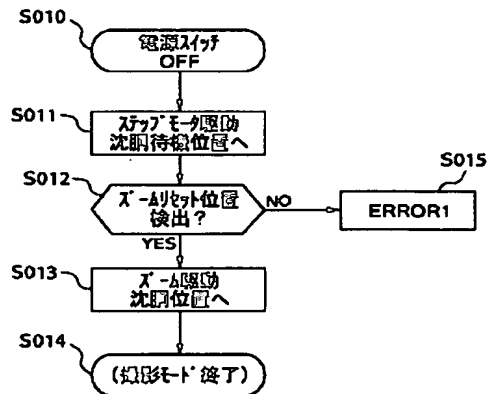 S010
電源スイッチ
OFF
S011
ステップモータ駆動
沈胴待機位置へ
S012
ズームリセット位置
検出?
NO
S015
ERROR1
YES
S013
ズーム駆動
沈胴位置へ
S014
(撮影モード終了)